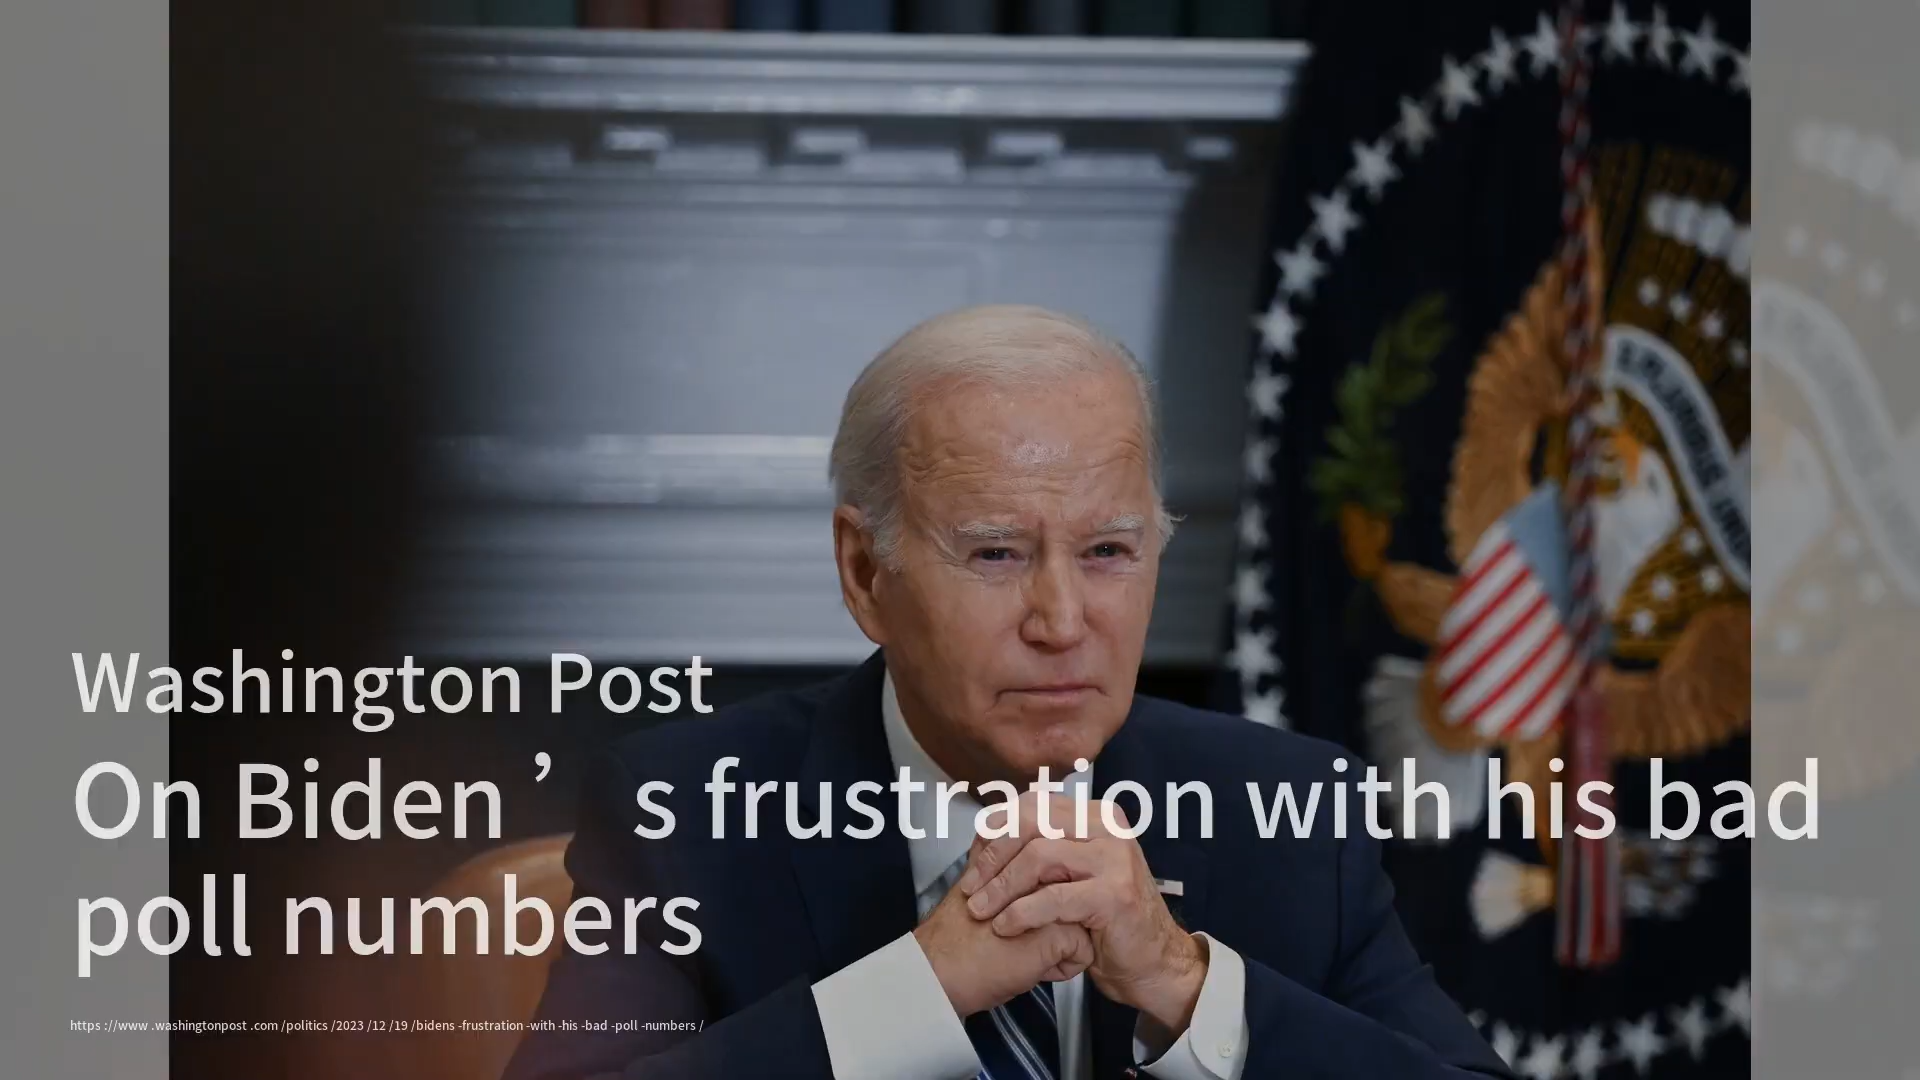 Washington Post
On Biden’s frustration with his bad
poll numbers
https://www.washingtonpost.com/politics/2023/12/19/bidens-frustration-with-his-bad-poll-numbers/